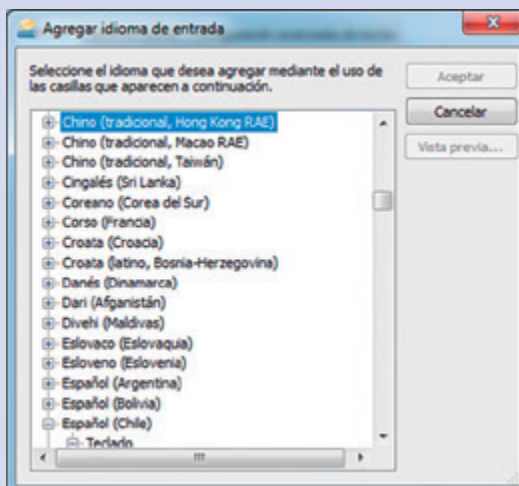 Agregar idioma de entrada
Seleccione el idioma que desea agregar mediante el uso de
las casillas que aparecen a continuación.
Aceptar
Cancelar
Vista previa...
Chino (tradicional, Hong Kong RAE)
Chino (tradicional, Macao RAE)
Chino (tradicional, Taiwán)
Cingalés (Sri Lanka)
Coreano (Corea del Sur)
Corso (Francia)
Croata (Croacia)
Croata (latino, Bosnia-Herzegovina)
Danés (Dinamarca)
Dari (Afganistán)
Divehi (Maldivas)
Eslovaco (Eslovaquia)
Esloveno (Eslovenia)
Español (Argentina)
Español (Bolivia)
Español (Chile)
Teclado